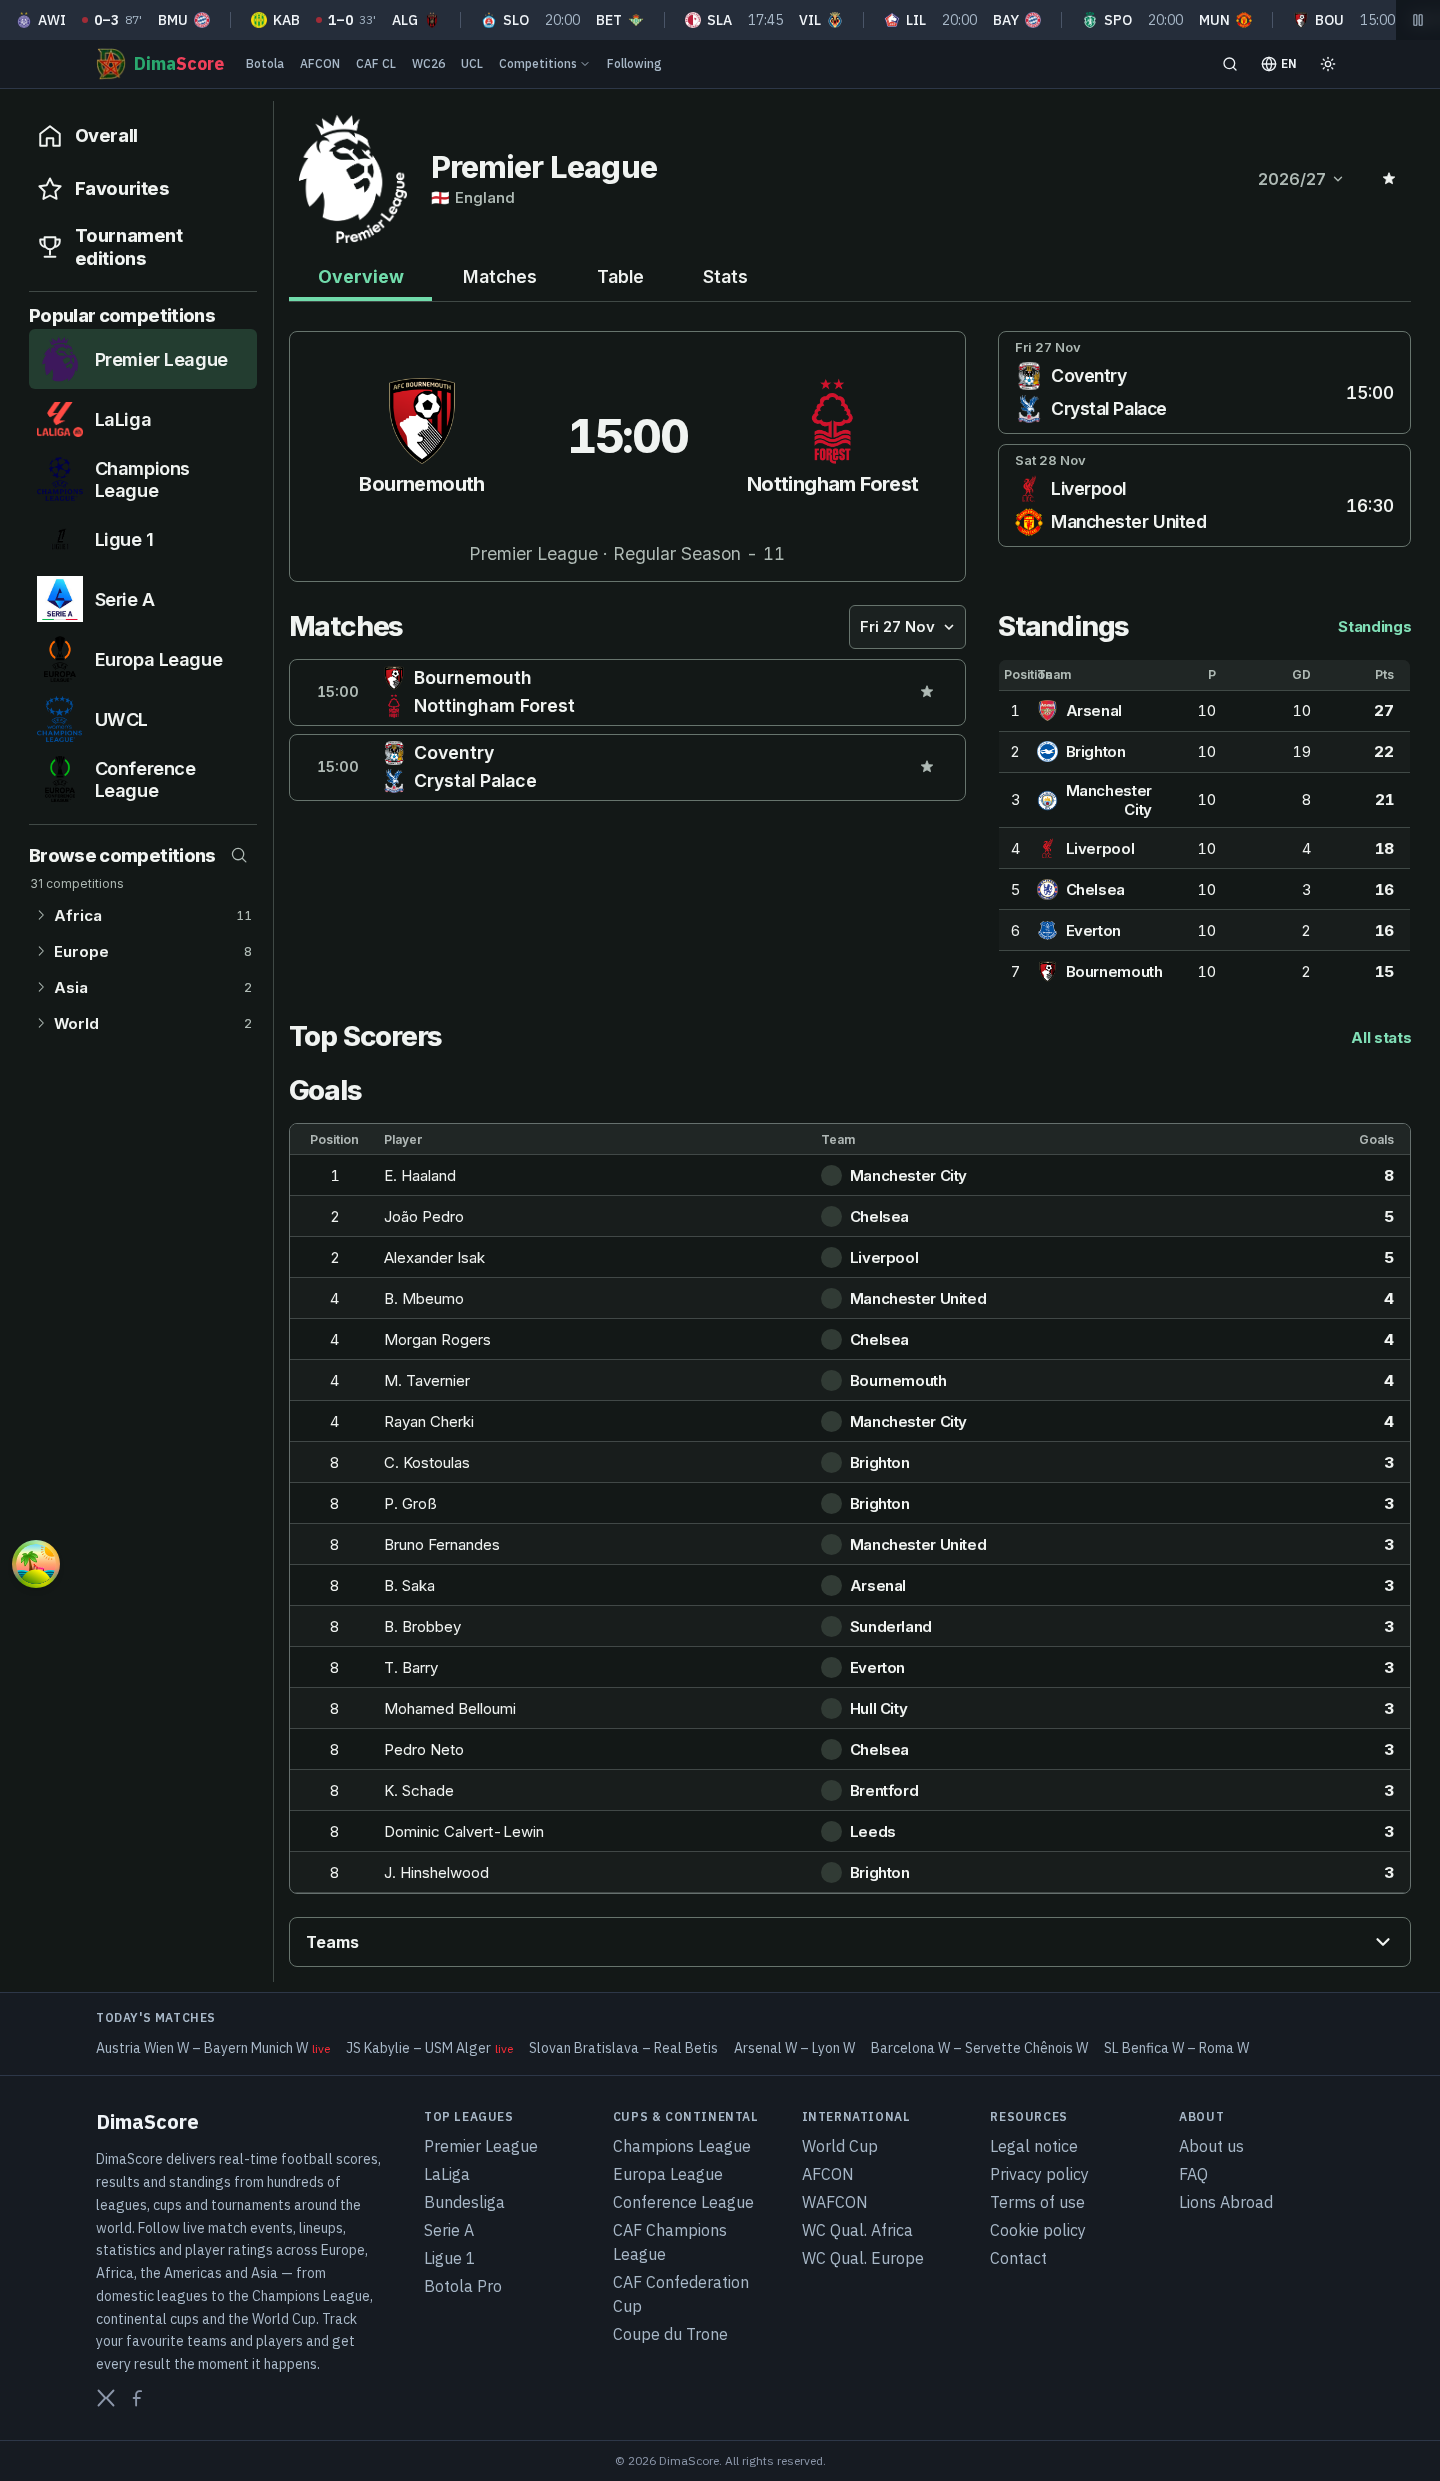 AWI 0–3 87' BMU KAB 1–0 33' ALG SLO 20:00 BET SLA 17:45 VIL LIL 20:00 BAY SPO 20:00 MUN BOU 15:00
DimaScore Botola AFCON CAF CL WC26 UCL Competitions Following EN
Overall
Favourites
Tournament
editions
Popular competitions
Premier League
LaLiga
Champions
League
Ligue 1
Serie A
Europa League
UWCL
Conference
League
Browse competitions
31 competitions
Africa 11
Europe 8
Asia 2
World 2
Premier League
Premier League
England
2026/27
Overview Matches Table Stats
AFC BOURNEMOUTH
Bournemouth
15:00
FOREST
Nottingham Forest
Premier League · Regular Season - 11
Fri 27 Nov
Coventry
Crystal Palace
15:00
Sat 28 Nov
Liverpool
Manchester United
16:30
Matches Fri 27 Nov
15:00 Bournemouth
Nottingham Forest
15:00 Coventry
Crystal Palace
Standings Standings
Position Team P GD Pts
1 Arsenal 10 10 27
2 Brighton 10 19 22
3 Manchester City 10 8 21
4 Liverpool 10 4 18
5 Chelsea 10 3 16
6 Everton 10 2 16
7 Bournemouth 10 2 15
Top Scorers All stats
Goals
Position Player Team Goals
1 E. Haaland Manchester City 8
2 João Pedro Chelsea 5
2 Alexander Isak Liverpool 5
4 B. Mbeumo Manchester United 4
4 Morgan Rogers Chelsea 4
4 M. Tavernier Bournemouth 4
4 Rayan Cherki Manchester City 4
8 C. Kostoulas Brighton 3
8 P. Groß Brighton 3
8 Bruno Fernandes Manchester United 3
8 B. Saka Arsenal 3
8 B. Brobbey Sunderland 3
8 T. Barry Everton 3
8 Mohamed Belloumi Hull City 3
8 Pedro Neto Chelsea 3
8 K. Schade Brentford 3
8 Dominic Calvert-Lewin Leeds 3
8 J. Hinshelwood Brighton 3
Teams
TODAY'S MATCHES
Austria Wien W – Bayern Munich W live JS Kabylie – USM Alger live Slovan Bratislava – Real Betis Arsenal W – Lyon W Barcelona W – Servette Chênois W SL Benfica W – Roma W
DimaScore
DimaScore delivers real-time football scores,
results and standings from hundreds of
leagues, cups and tournaments around the
world. Follow live match events, lineups,
statistics and player ratings across Europe,
Africa, the Americas and Asia — from
domestic leagues to the Champions League,
continental cups and the World Cup. Track
your favourite teams and players and get
every result the moment it happens.
TOP LEAGUES
Premier League
LaLiga
Bundesliga
Serie A
Ligue 1
Botola Pro
CUPS & CONTINENTAL
Champions League
Europa League
Conference League
CAF Champions
League
CAF Confederation
Cup
Coupe du Trone
INTERNATIONAL
World Cup
AFCON
WAFCON
WC Qual. Africa
WC Qual. Europe
RESOURCES
Legal notice
Privacy policy
Terms of use
Cookie policy
Contact
ABOUT
About us
FAQ
Lions Abroad
© 2026 DimaScore. All rights reserved.